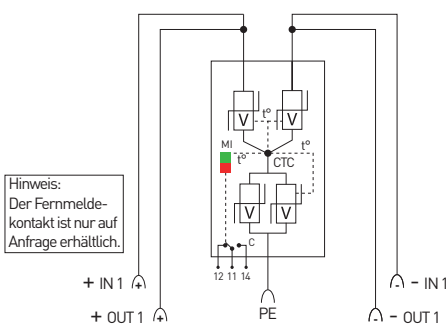 V
V
t°
t°
MI
t°
CTC
V
V
Hinweis:
Der Fernmelde-
kontakt ist nur auf
Anfrage erhältlich.
C
12 11 14
+ IN 1 +
- - IN 1
PE
+ OUT 1 +
- - OUT 1